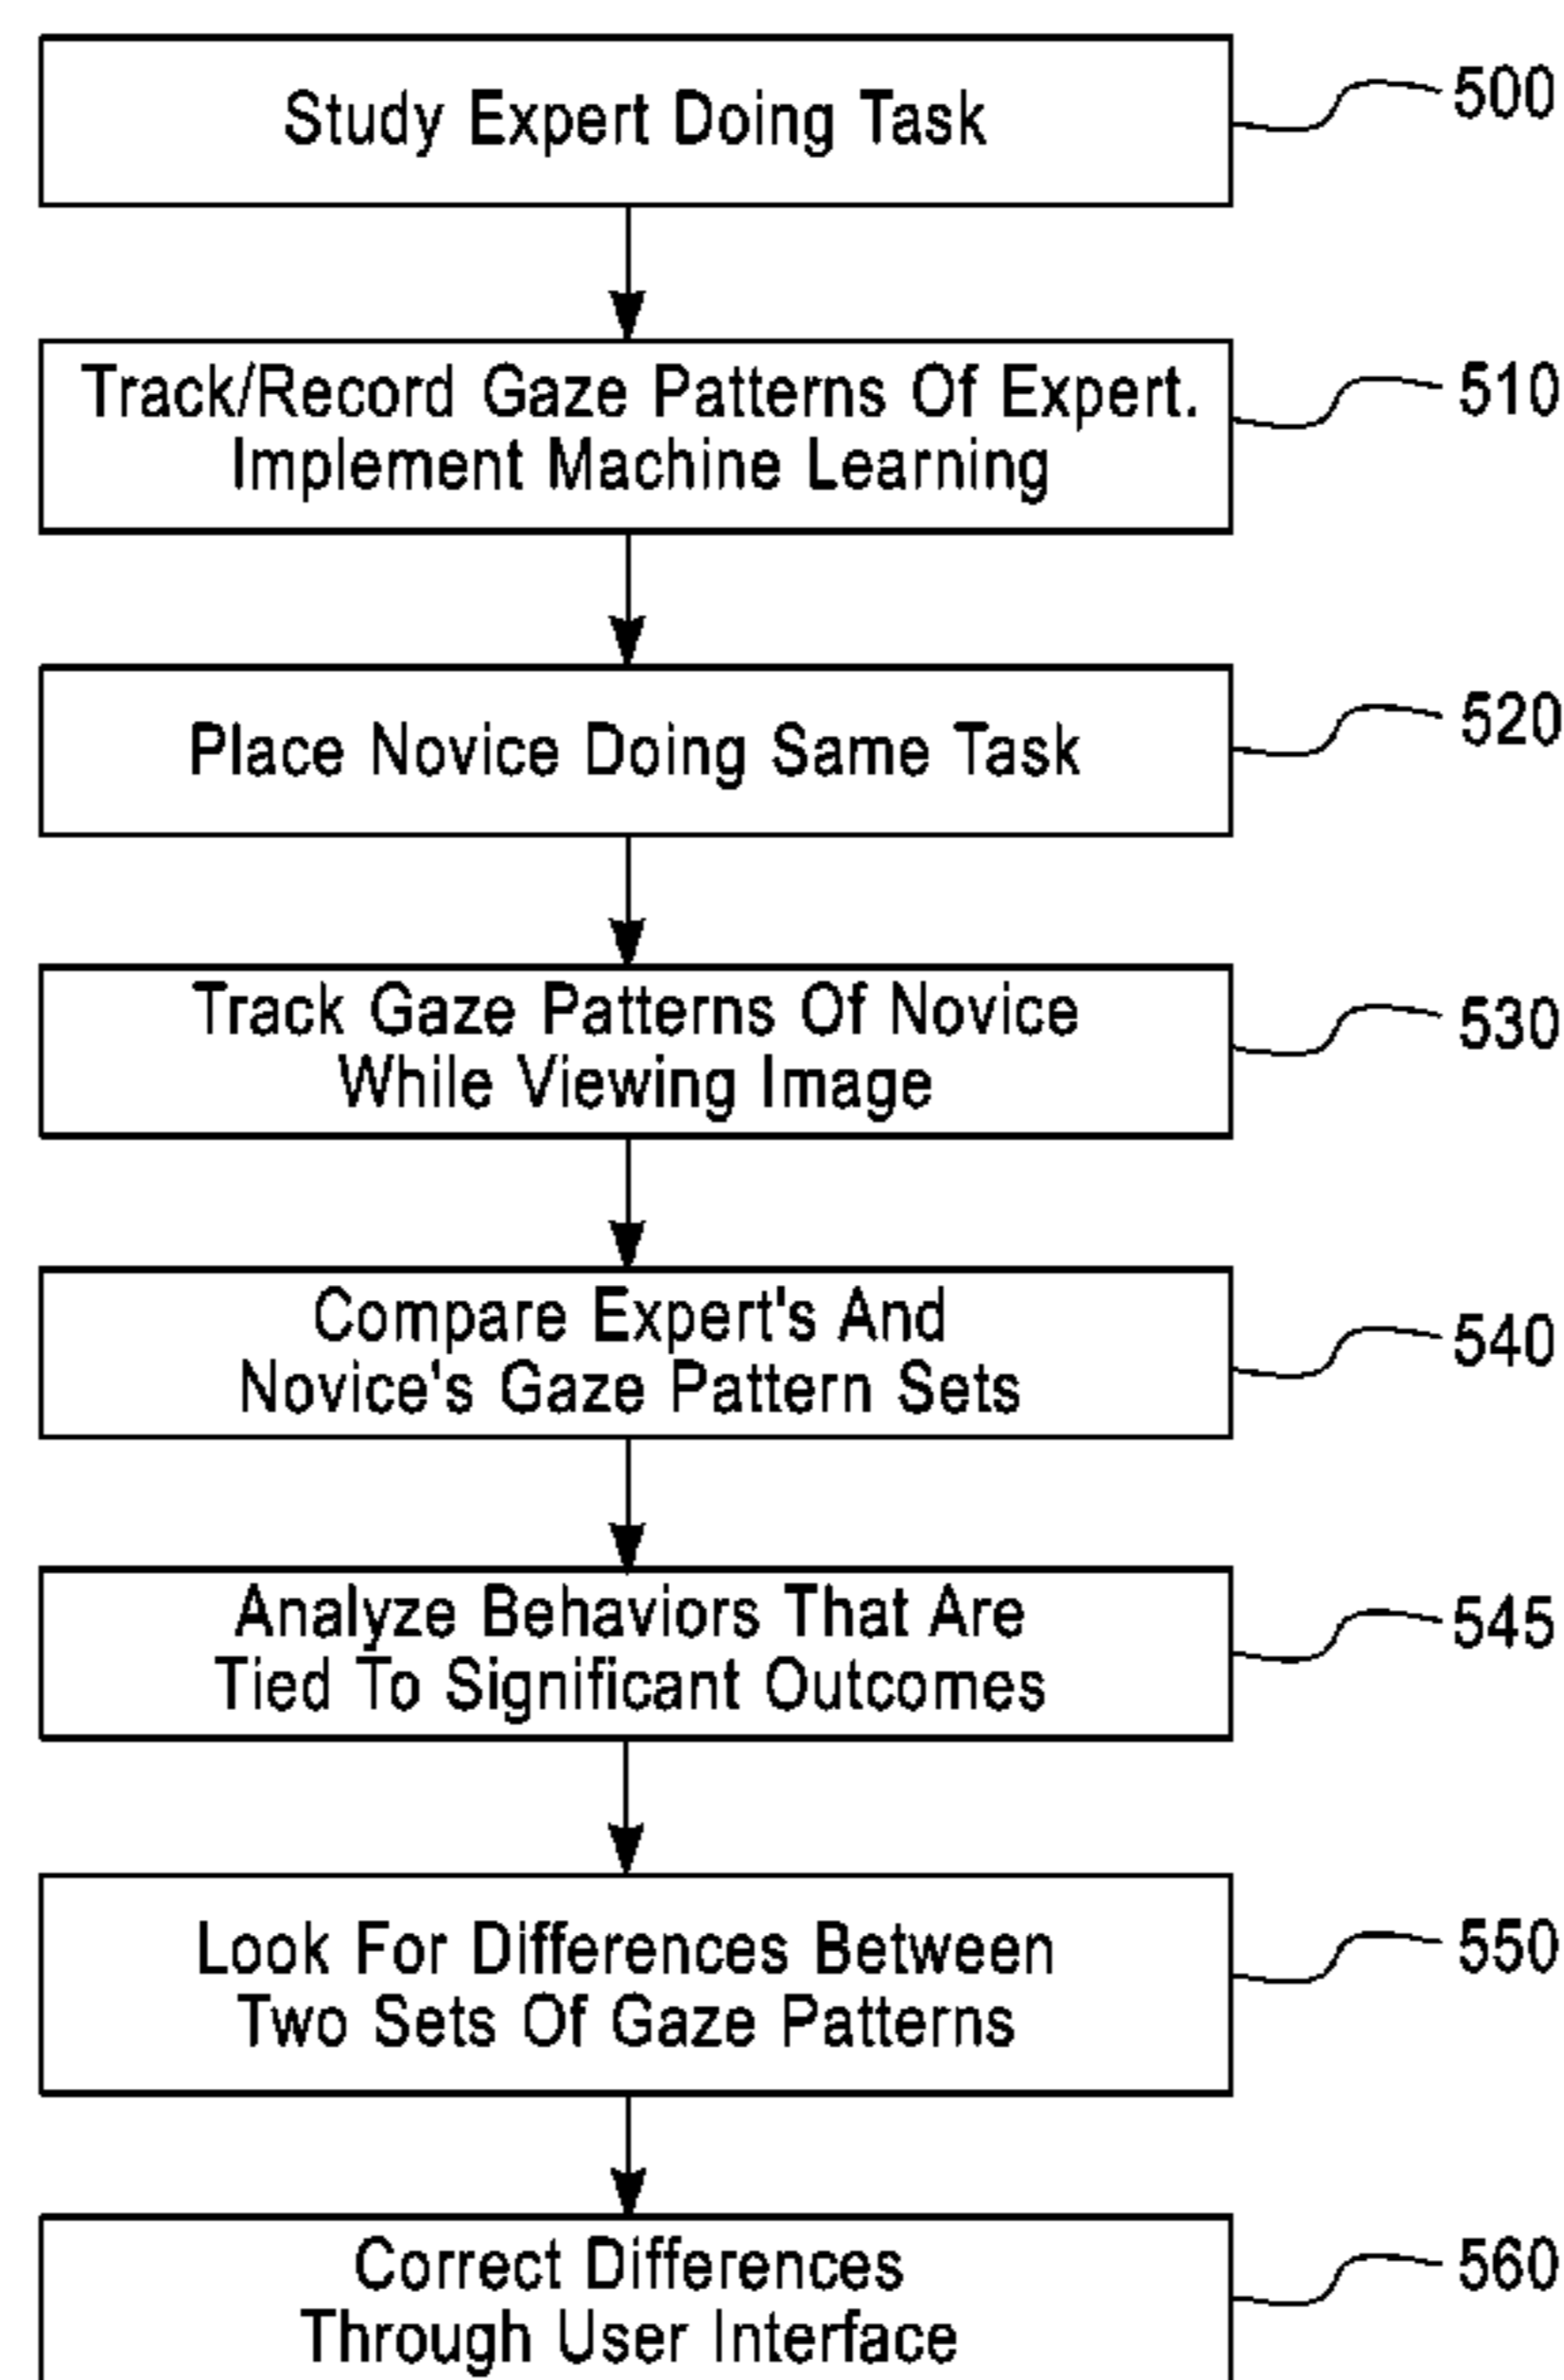 Study Expert Doing Task
500
Track/Record Gaze Patterns Of Expert.
Implement Machine Learning
510
Place Novice Doing Same Task
520
Track Gaze Patterns Of Novice
While Viewing Image
530
Compare Expert's And
Novice's Gaze Pattern Sets
540
Analyze Behaviors That Are
Tied To Significant Outcomes
545
Look For Differences Between
Two Sets Of Gaze Patterns
550
Correct Differences
Through User Interface
560